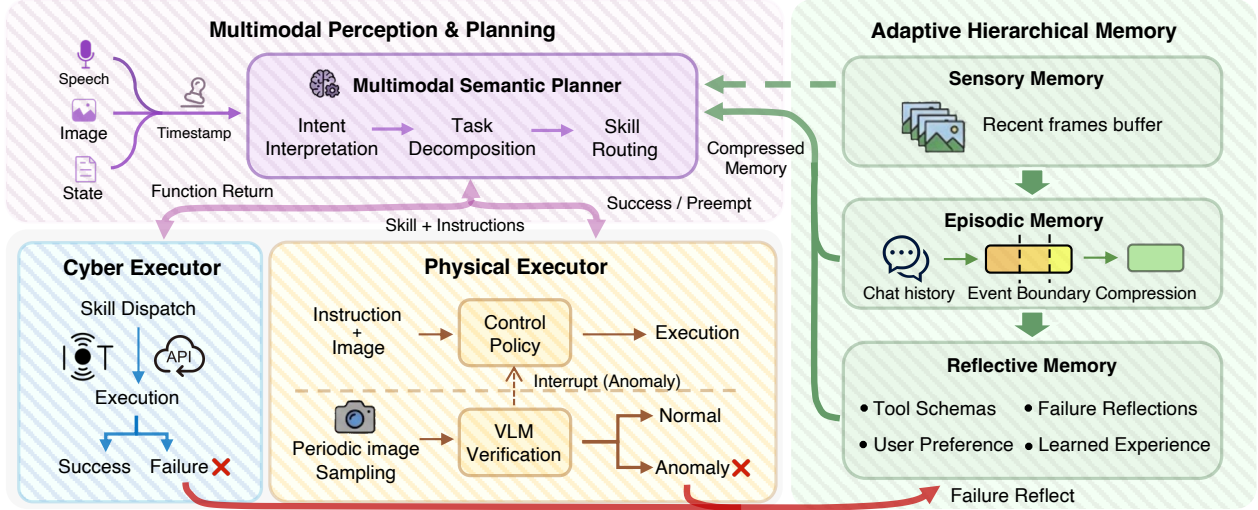 Multimodal Perception & Planning
Speech
Image
State
Timestamp
Multimodal Semantic Planner
Intent
Interpretation
Task
Decomposition
Skill
Routing
Function Return
Skill + Instructions
Success / Preempt
Compressed
Memory
Adaptive Hierarchical Memory
Sensory Memory
Recent frames buffer
Episodic Memory
Chat history
Event Boundary
Compression
Reflective Memory
• Tool Schemas
• Failure Reflections
• User Preference
• Learned Experience
Cyber Executor
Skill Dispatch
I T
API
Execution
Success
Failure
Physical Executor
Instruction
+
Image
Control
Policy
Execution
Interrupt (Anomaly)
Periodic image
Sampling
VLM
Verification
Normal
Anomaly
Failure Reflect